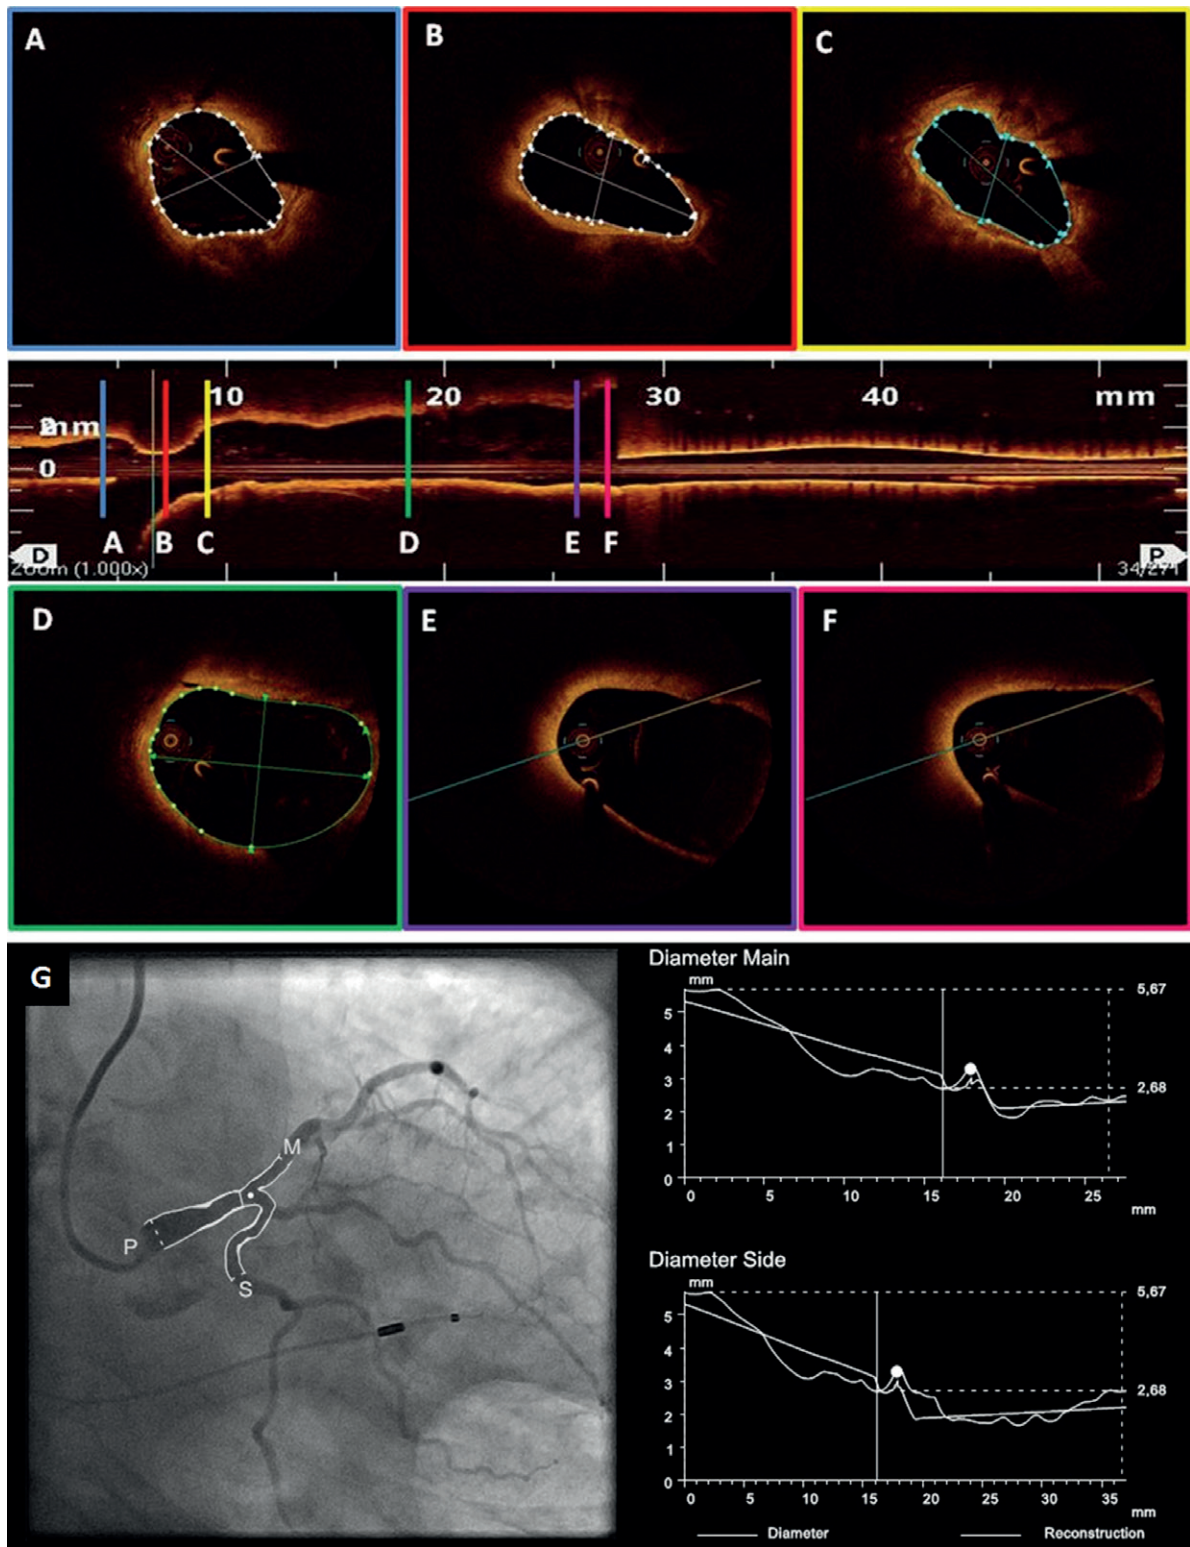 A
B
C
10 20 30 40 mm
2
mm
0
A B C D E F
D
P
Zoom (1.000x)
34/271
D
E
F
G
M
P
S
Diameter Main
mm
5,67
5
4
3
2,68
2
1
0
0 5 10 15 20 25
mm
Diameter Side
mm
5,67
5
4
3
2,68
2
1
0
0 5 10 15 20 25 30 35
mm
Diameter
Reconstruction